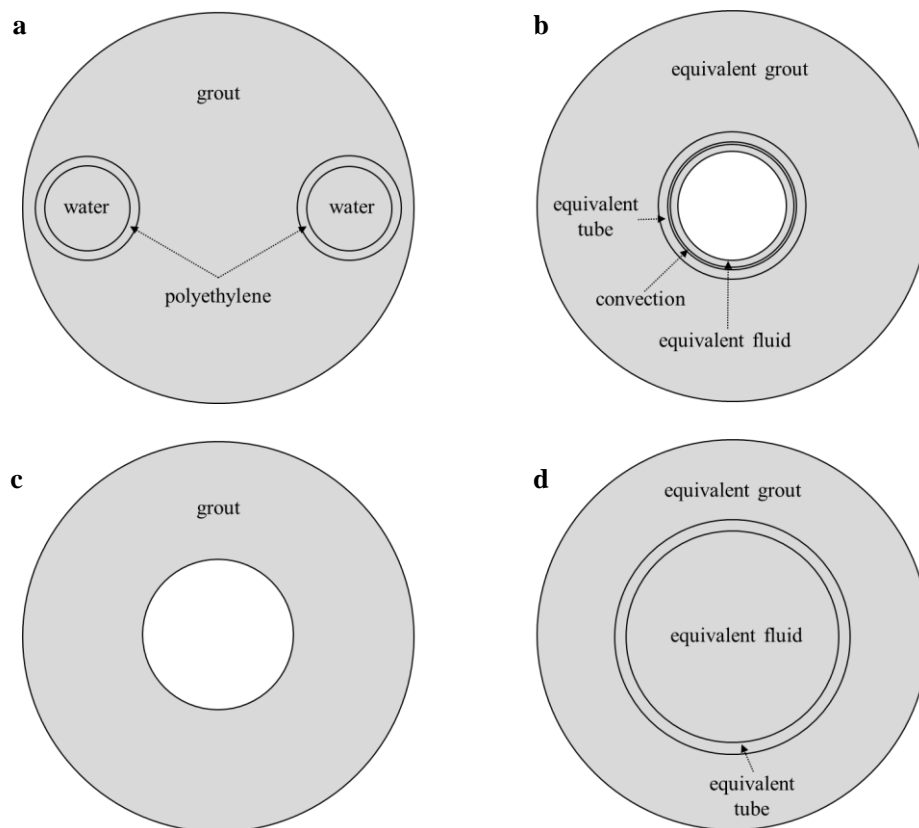 a
grout
water
water
polyethylene
b
equivalent grout
equivalent
tube
convection
equivalent fluid
c
grout
d
equivalent grout
equivalent fluid
equivalent
tube